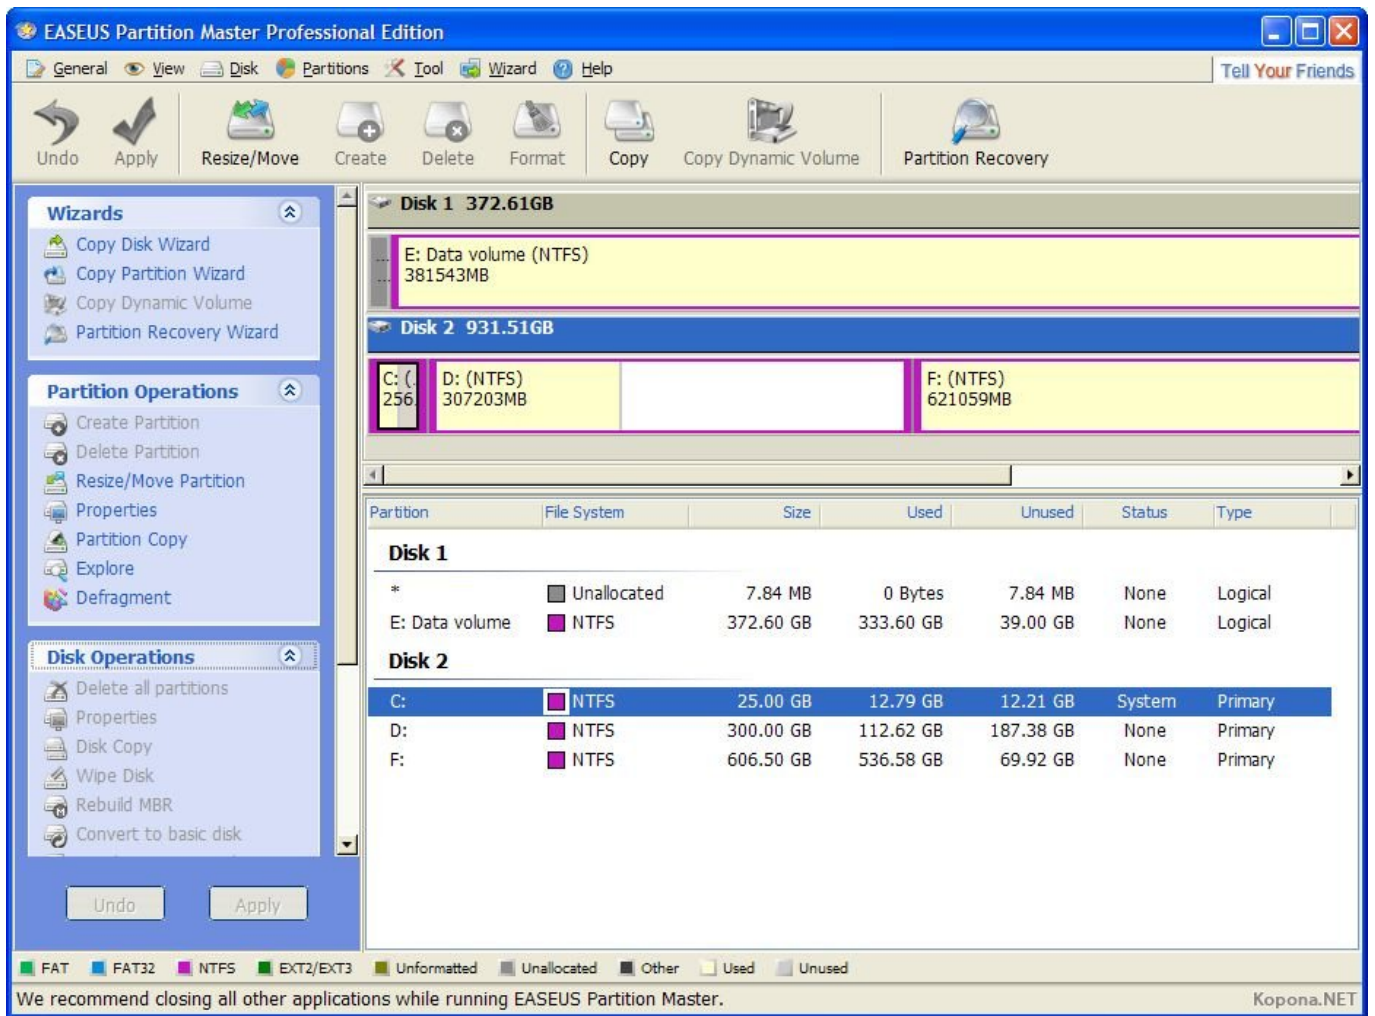 EASEUS Partition Master Professional Edition
General View Disk Partitions Tool Wizard Help Tell Your Friends
Undo Apply Resize/Move Create Delete Format Copy Copy Dynamic Volume Partition Recovery
Wizards
Copy Disk Wizard
Copy Partition Wizard
Copy Dynamic Volume
Partition Recovery Wizard
Partition Operations
Create Partition
Delete Partition
Resize/Move Partition
Properties
Partition Copy
Explore
Defragment
Disk Operations
Delete all partitions
Properties
Disk Copy
Wipe Disk
Rebuild MBR
Convert to basic disk
Undo Apply
Disk 1 372.61GB
... E: Data volume (NTFS)
... 381543MB
Disk 2 931.51GB
C: (. D: (NTFS) F: (NTFS)
256. 307203MB 621059MB
Partition File System Size Used Unused Status Type
Disk 1
* Unallocated 7.84 MB 0 Bytes 7.84 MB None Logical
E: Data volume NTFS 372.60 GB 333.60 GB 39.00 GB None Logical
Disk 2
C: NTFS 25.00 GB 12.79 GB 12.21 GB System Primary
D: NTFS 300.00 GB 112.62 GB 187.38 GB None Primary
F: NTFS 606.50 GB 536.58 GB 69.92 GB None Primary
FAT FAT32 NTFS EXT2/EXT3 Unformatted Unallocated Other Used Unused
We recommend closing all other applications while running EASEUS Partition Master. Kopona.NET